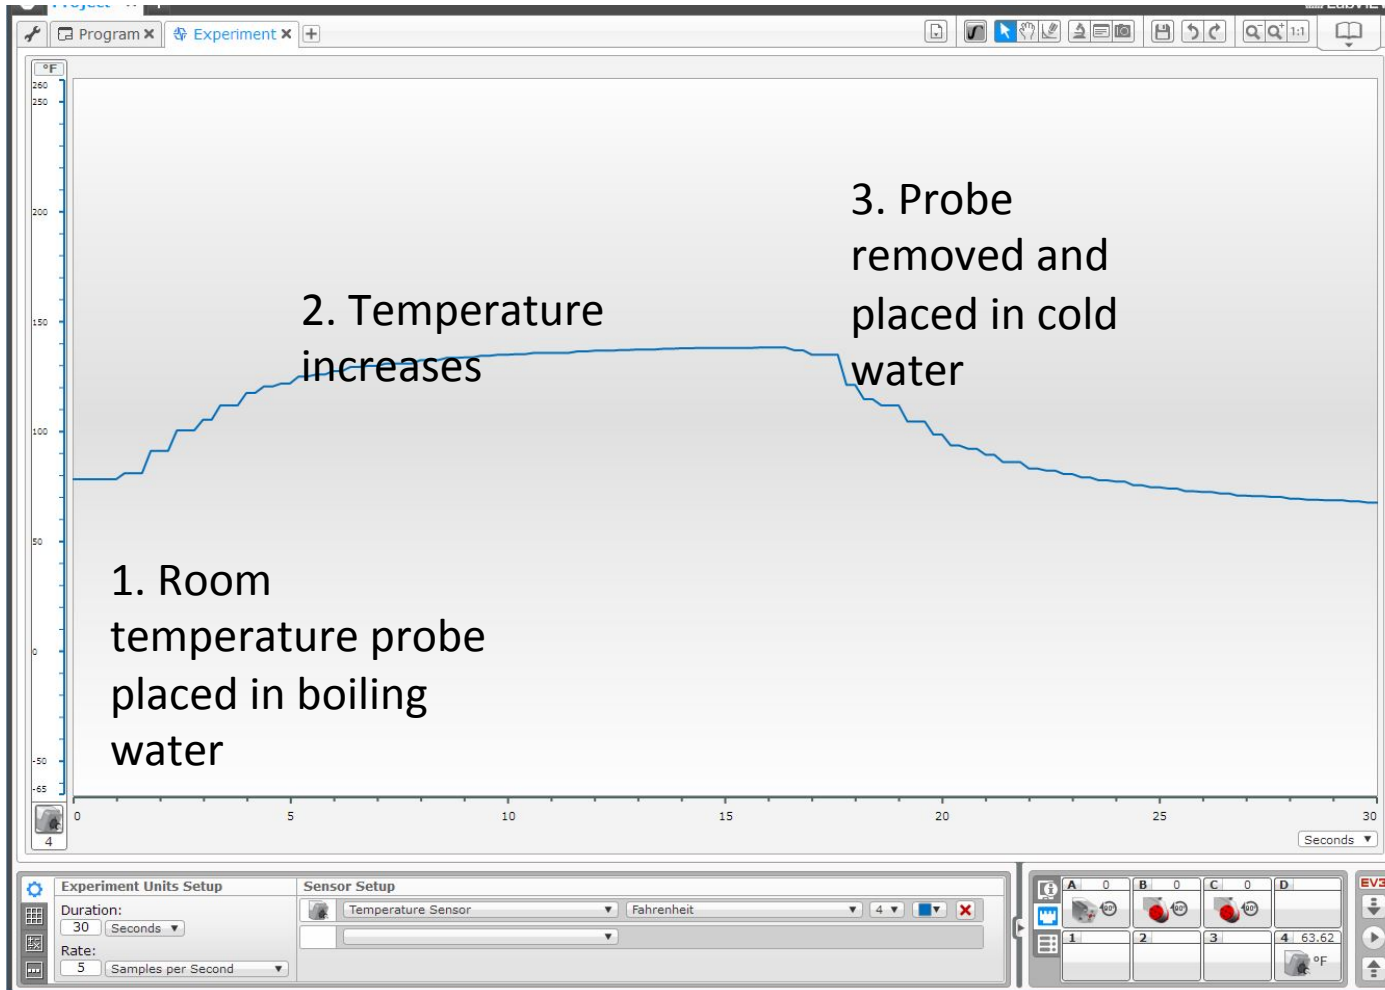 Program
Experiment
1:1
°F
260
250
200
150
100
50
0
-50
-65
3. Probe
removed and
placed in cold
water
2. Temperature
increases
1. Room
temperature probe
placed in boiling
water
0 5 10 15 20 25 30
4
Seconds
Experiment Units Setup
Duration:
30 Seconds
Rate:
5 Samples per Second
Sensor Setup
Temperature Sensor Fahrenheit 4
A 0 B 0 C 0 D
1 2 3 4 63.62
°F
EV3